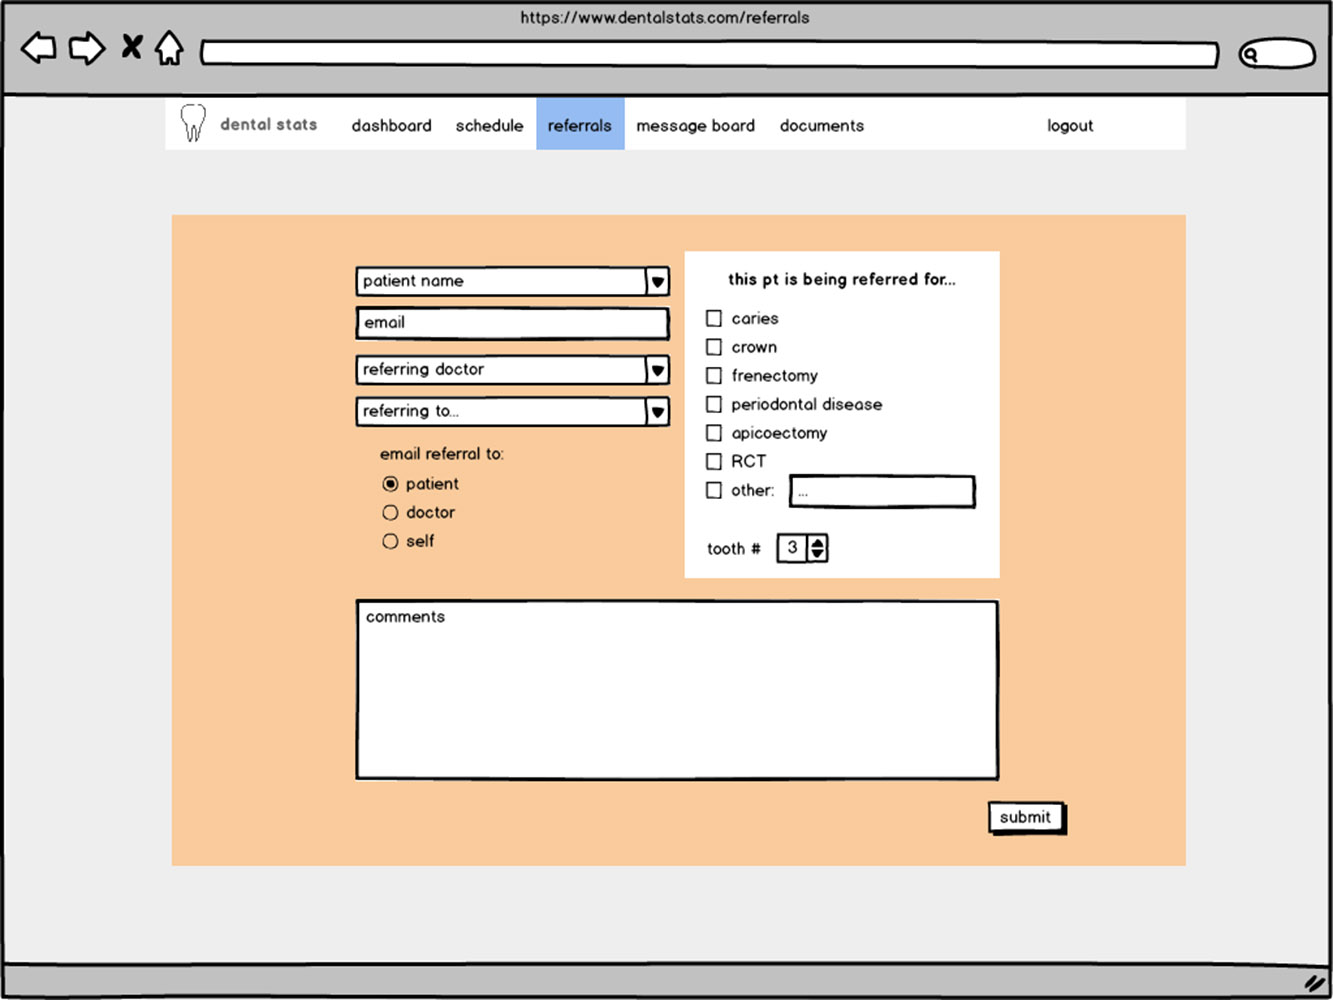 https://www.dentalstats.com/referrals
dental stats dashboard schedule referrals message board documents logout
patient name
email
referring doctor
referring to...
email referral to:
patient
doctor
self
this pt is being referred for...
caries
crown
frenectomy
periodontal disease
apicoectomy
RCT
other: ...
tooth # 3
comments
submit